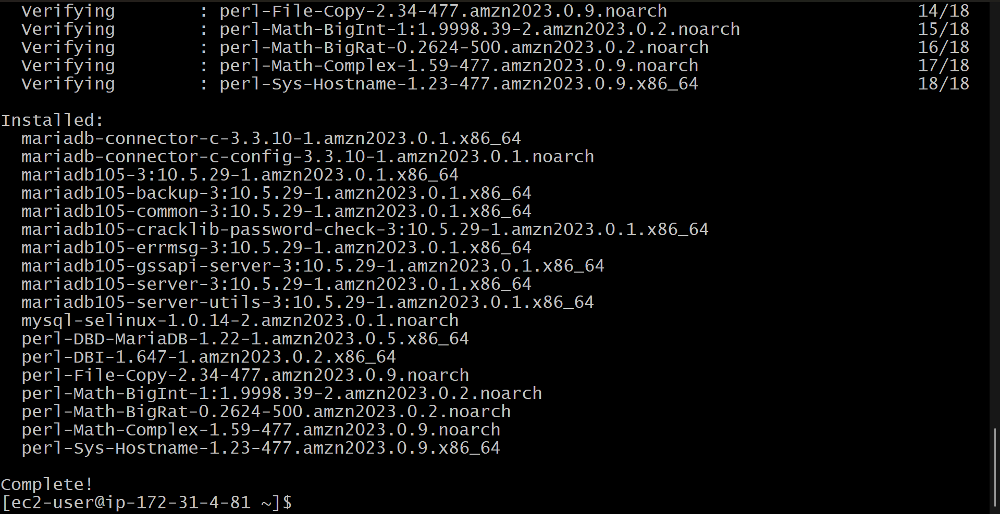 Verifying : perl-File-Copy-2.34-477.amzn2023.0.9.noarch 14/18
Verifying : perl-Math-BigInt-1:1.9998.39-2.amzn2023.0.2.noarch 15/18
Verifying : perl-Math-BigRat-0.2624-500.amzn2023.0.2.noarch 16/18
Verifying : perl-Math-Complex-1.59-477.amzn2023.0.9.noarch 17/18
Verifying : perl-Sys-Hostname-1.23-477.amzn2023.0.9.x86_64 18/18
Installed:
mariadb-connector-c-3.3.10-1.amzn2023.0.1.x86_64
mariadb-connector-c-config-3.3.10-1.amzn2023.0.1.noarch
mariadb105-3:10.5.29-1.amzn2023.0.1.x86_64
mariadb105-backup-3:10.5.29-1.amzn2023.0.1.x86_64
mariadb105-common-3:10.5.29-1.amzn2023.0.1.x86_64
mariadb105-cracklib-password-check-3:10.5.29-1.amzn2023.0.1.x86_64
mariadb105-errmsg-3:10.5.29-1.amzn2023.0.1.x86_64
mariadb105-gssapi-server-3:10.5.29-1.amzn2023.0.1.x86_64
mariadb105-server-3:10.5.29-1.amzn2023.0.1.x86_64
mariadb105-server-utils-3:10.5.29-1.amzn2023.0.1.x86_64
mysql-selinux-1.0.14-2.amzn2023.0.1.noarch
perl-DBD-MariaDB-1.22-1.amzn2023.0.5.x86_64
perl-DBI-1.647-1.amzn2023.0.2.x86_64
perl-File-Copy-2.34-477.amzn2023.0.9.noarch
perl-Math-BigInt-1:1.9998.39-2.amzn2023.0.2.noarch
perl-Math-BigRat-0.2624-500.amzn2023.0.2.noarch
perl-Math-Complex-1.59-477.amzn2023.0.9.noarch
perl-Sys-Hostname-1.23-477.amzn2023.0.9.x86_64
Complete!
[ec2-user@ip-172-31-4-81 ~]$